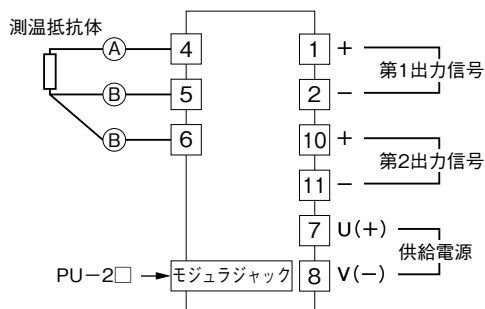 測温抵抗体
A 4 1 +
第1出力信号
B 5 2 −
B 6 10 +
第2出力信号
11 −
7 U(+)
供給電源
PU−2□ モジュラジャック 8 V(−)